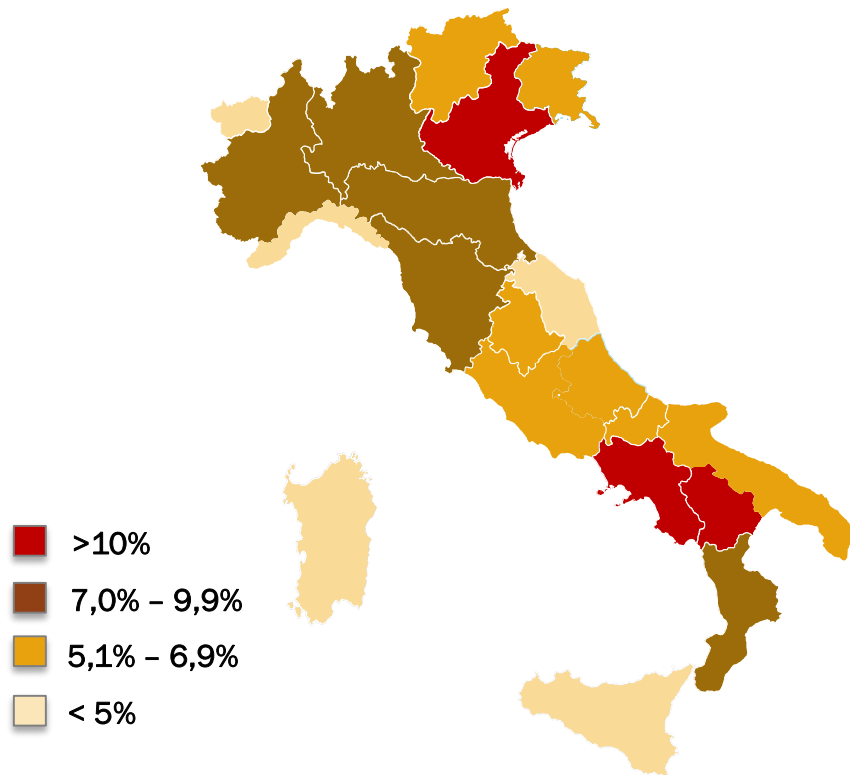 >10%
7,0% – 9,9%
5,1% – 6,9%
< 5%